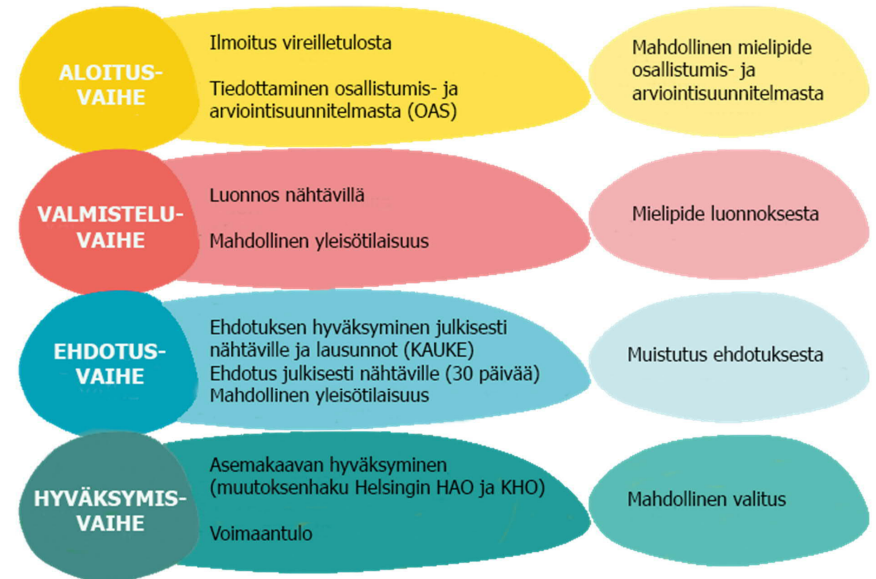 ALOITUS-
VAIHE
Ilmoitus vireilletulosta
Tiedottaminen osallistumis- ja
arviointisuunnitelmasta (OAS)
Mahdollinen mielipide
osallistumis- ja
arviointisuunnitelmasta
VALMISTELU-
VAIHE
Luonnos nähtävillä
Mahdollinen yleisötilaisuus
Mielipide luonnoksesta
EHDOTUS-
VAIHE
Ehdotuksen hyväksyminen julkisesti
nähtäville ja lausunnot (KAUKE)
Ehdotus julkisesti nähtäville (30 päivää)
Mahdollinen yleisötilaisuus
Muistutus ehdotuksesta
HYVÄKSYMIS-
VAIHE
Asemakaavan hyväksyminen
(muutoksenhaku Helsingin HAO ja KHO)
Voimaantulo
Mahdollinen valitus